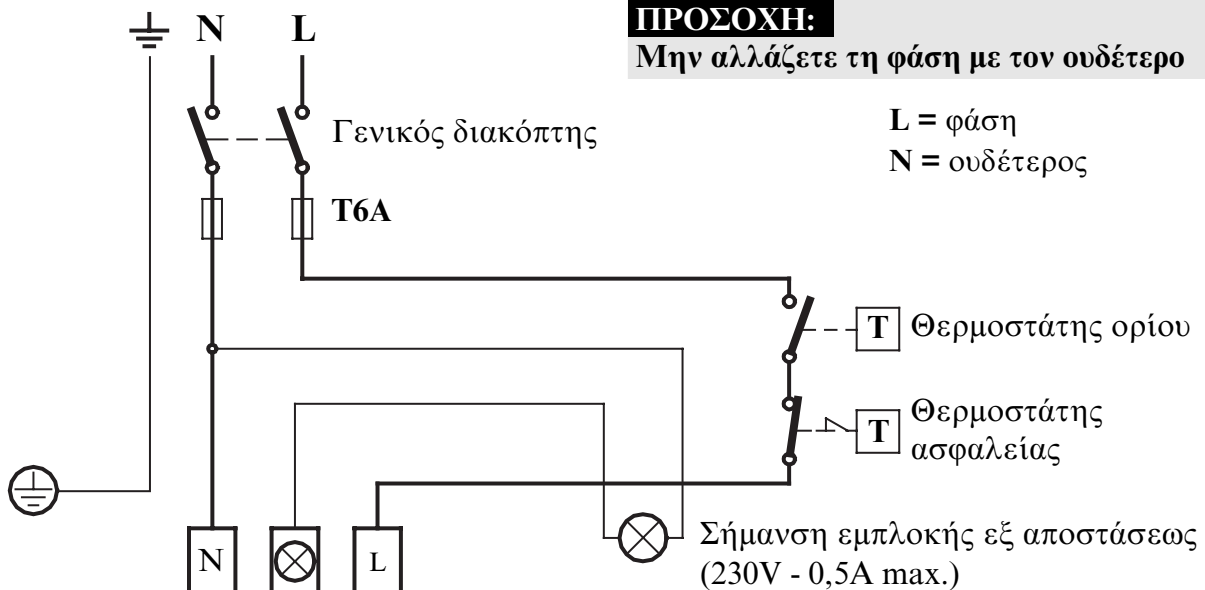 ΠΡΟΣΟΧΗ:
Μην αλλάζετε τη φάση με τον ουδέτερο
N L
L = φάση
N = ουδέτερος
Γενικός διακόπτης
T6A
T Θερμοστάτης ορίου
T Θερμοστάτης
ασφαλείας
Σήμανση εμπλοκής εξ αποστάσεως
(230V - 0,5A max.)
N L